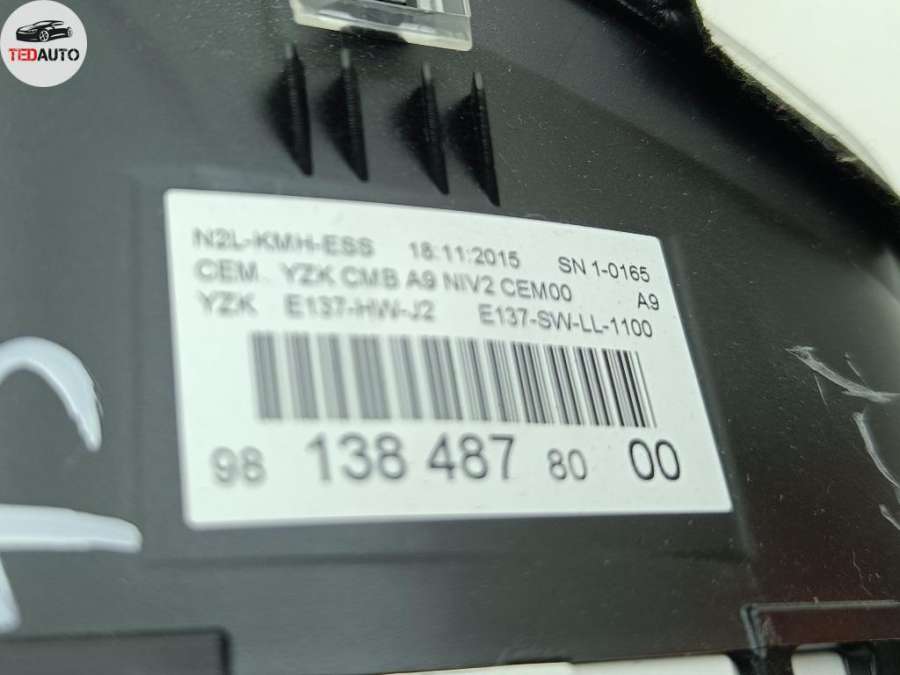 TEDAUTO
N2L-KMH-ESS 18:11:2015 SN 1-0165
CEM. YZK CMB A9 NIV2 CEM00 A9
YZK E137-HW-J2 E137-SW-LL-1100
98 138 487 80 00